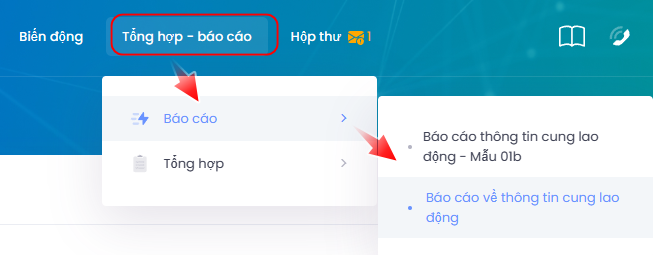 Biến động
Tổng hợp - báo cáo
Hộp thư 1
Báo cáo
Tổng hợp
Báo cáo thông tin cung lao
động - Mẫu 01b
Báo cáo về thông tin cung lao
động